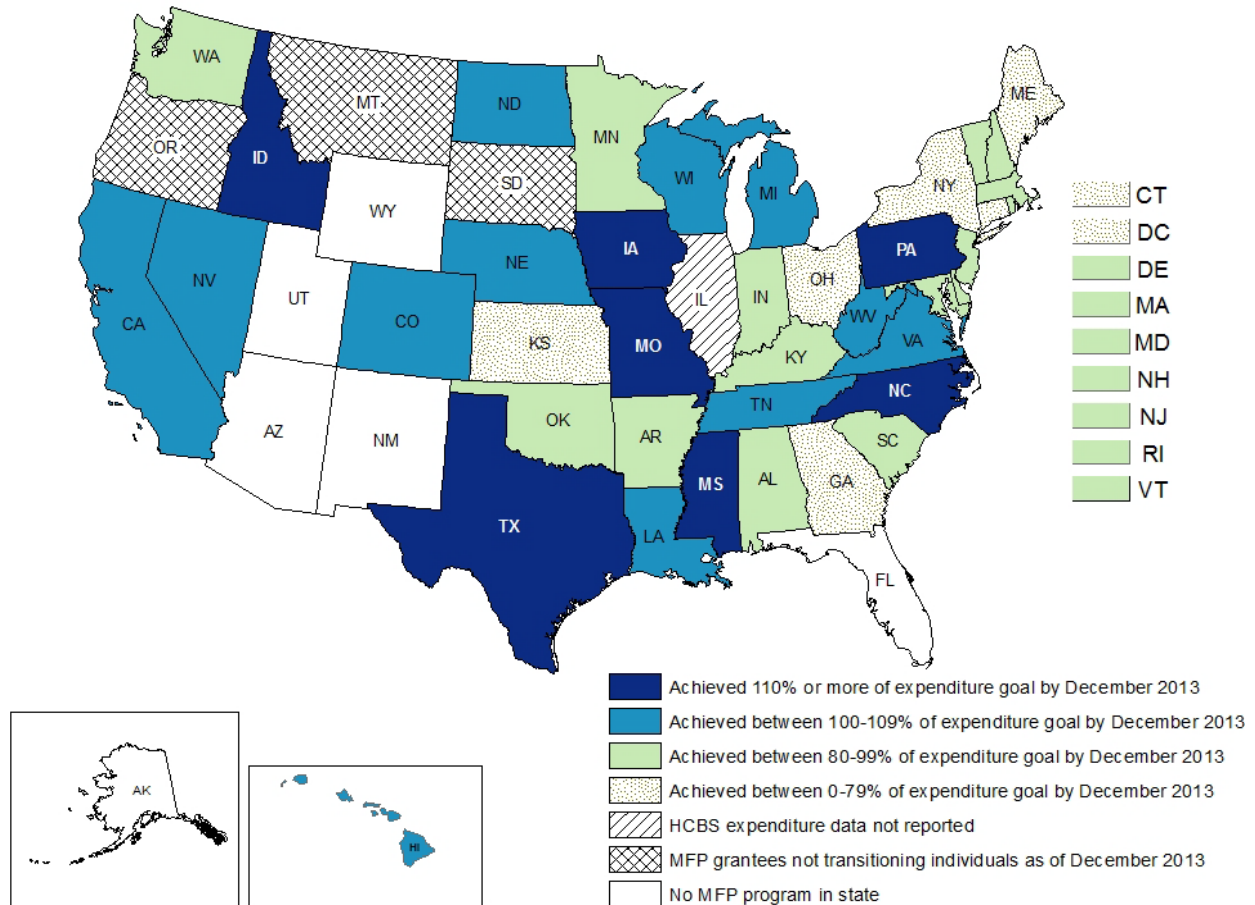 WA
MT
ND
MN
ME
OR
ID
SD
WI
MI
NY
WY
CT
DC
IA
PA
NE
DE
NV
UT
IL
IN
OH
MA
CA
CO
WV
VA
MD
KS
MO
KY
NH
NC
TN
NJ
AZ
NM
OK
AR
SC
RI
MS
AL
GA
VT
TX
LA
FL
Achieved 110% or more of expenditure goal by December 2013
Achieved between 100-109% of expenditure goal by December 2013
Achieved between 80-99% of expenditure goal by December 2013
Achieved between 0-79% of expenditure goal by December 2013
HCBS expenditure data not reported
MFP grantees not transitioning individuals as of December 2013
No MFP program in state
AK
HI